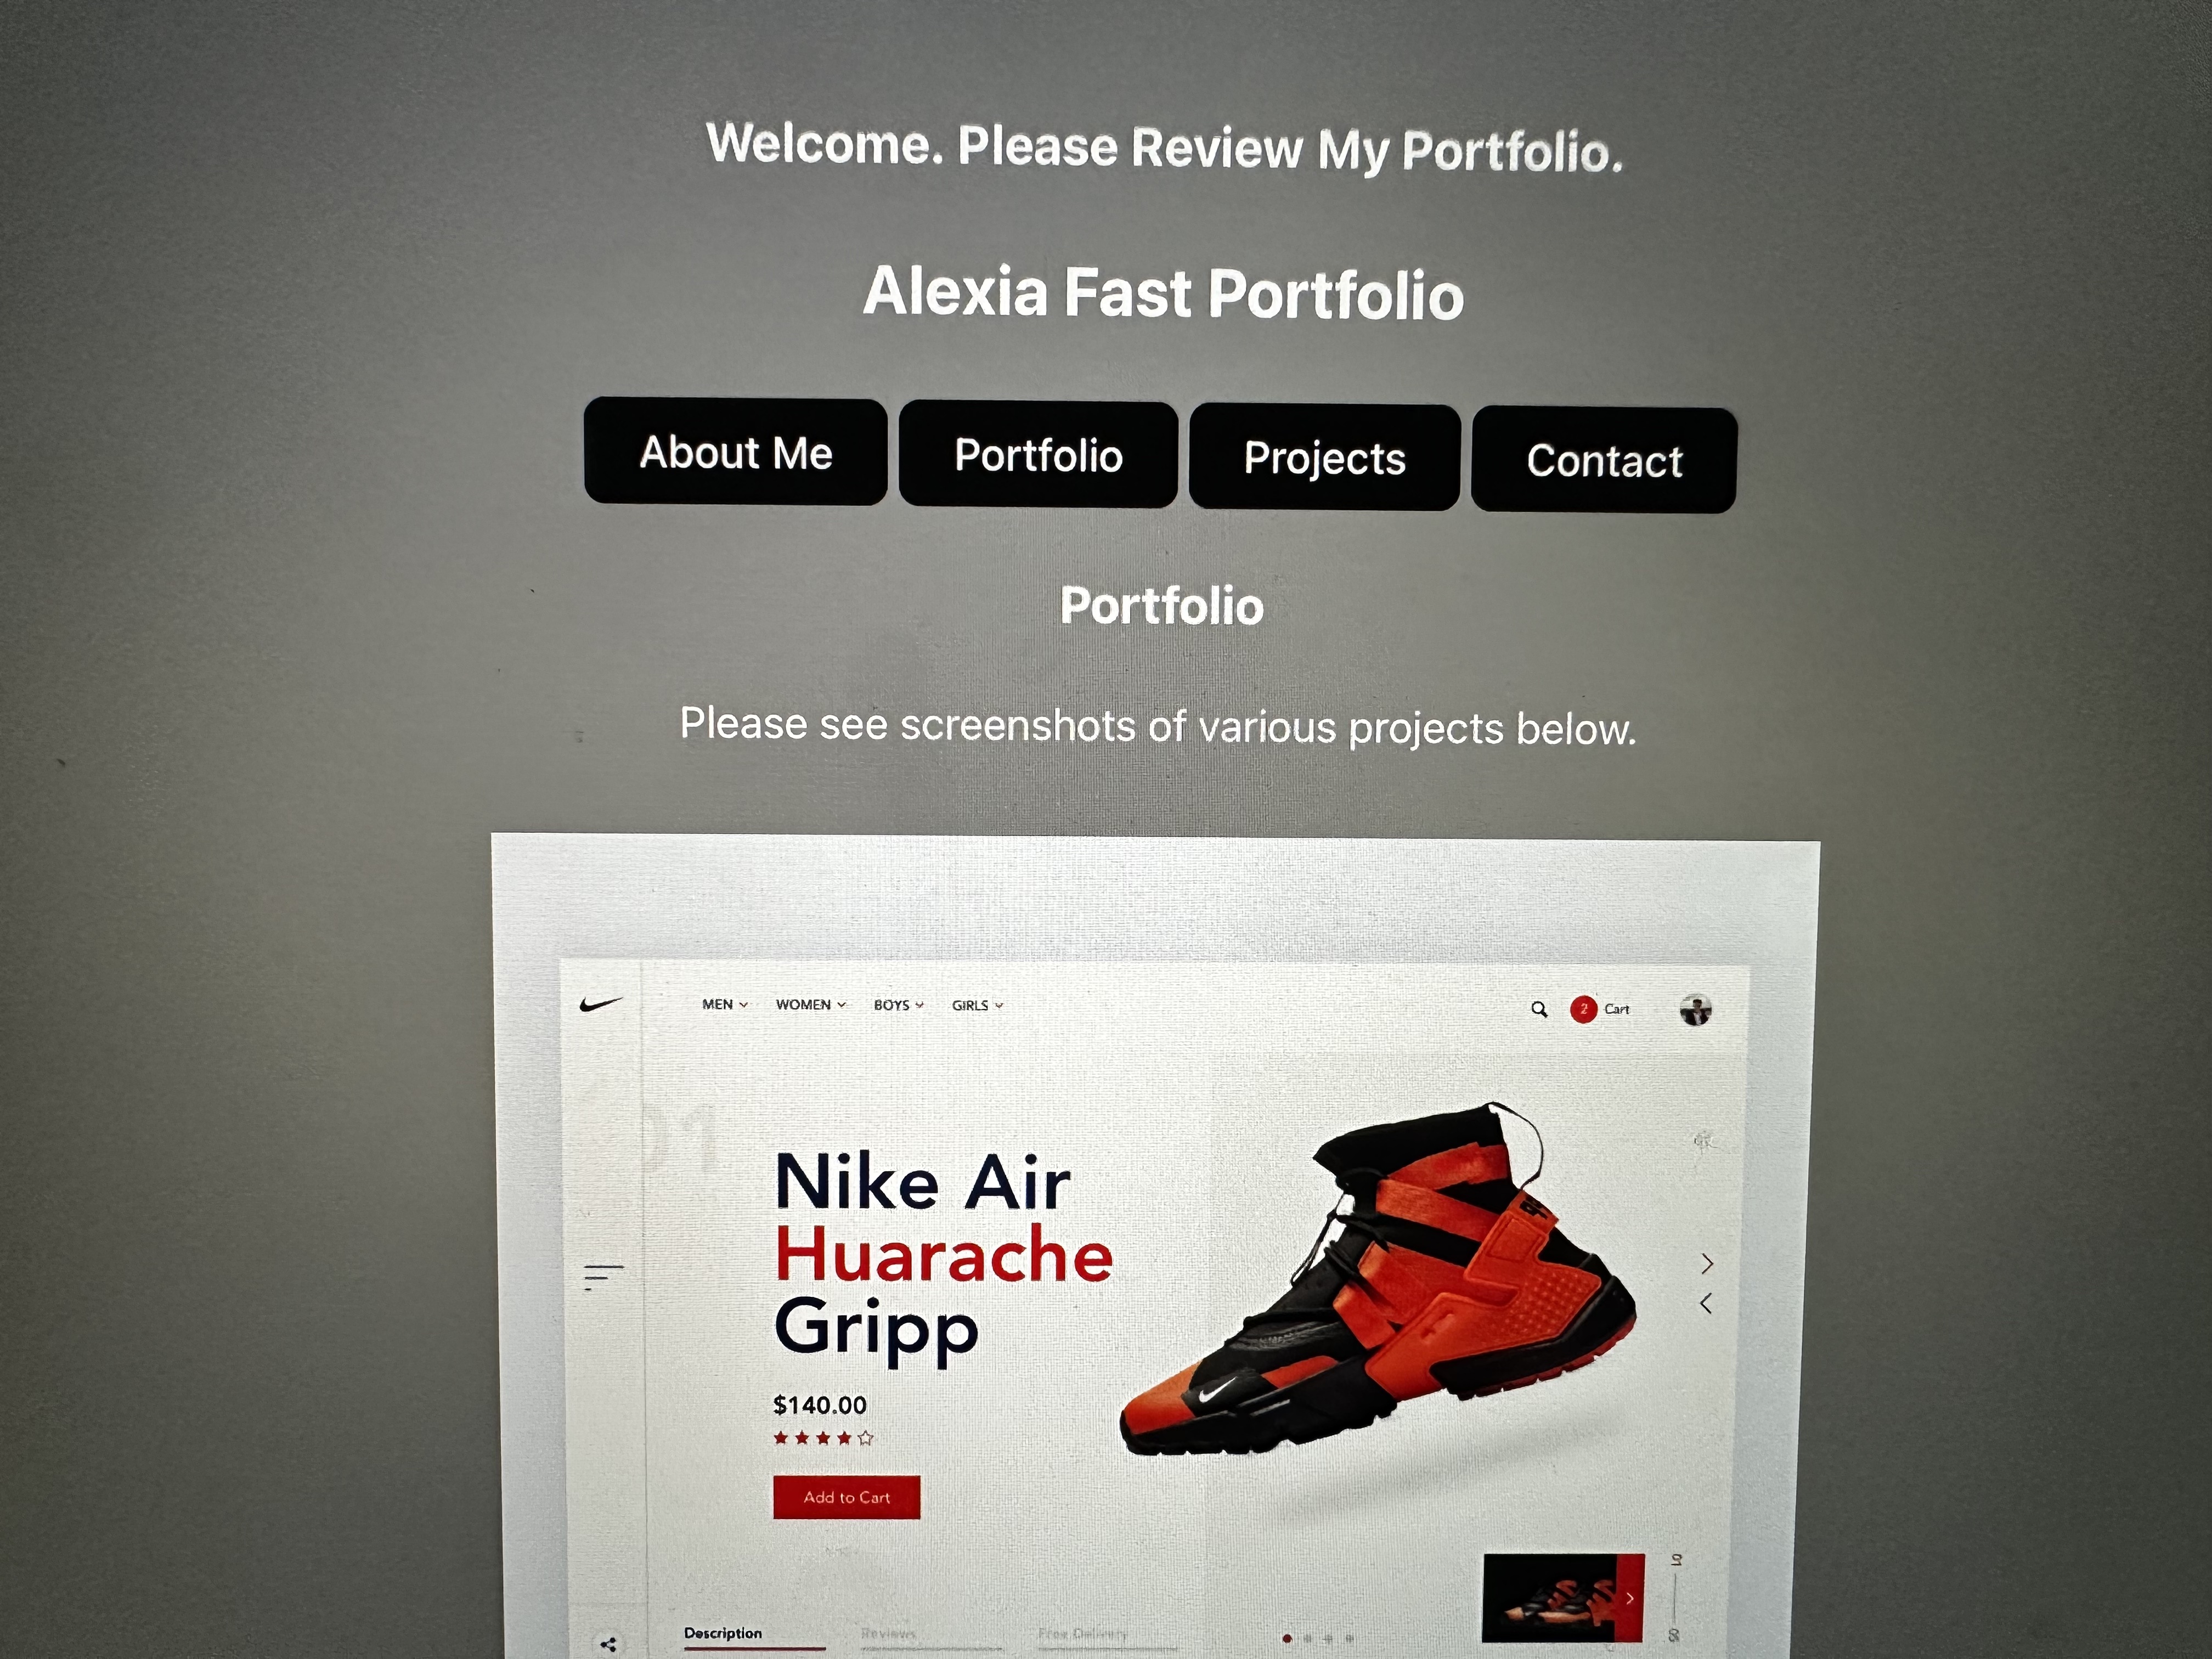 Welcome. Please Review My Portfolio.
Alexia Fast Portfolio
About Me Portfolio Projects Contact
Portfolio
Please see screenshots of various projects below.
MEN WOMEN BOYS GIRLS 2 Cart
01
Nike Air
Huarache
Gripp
$140.00
Add to Cart
01
Description Reviews Free Delivery